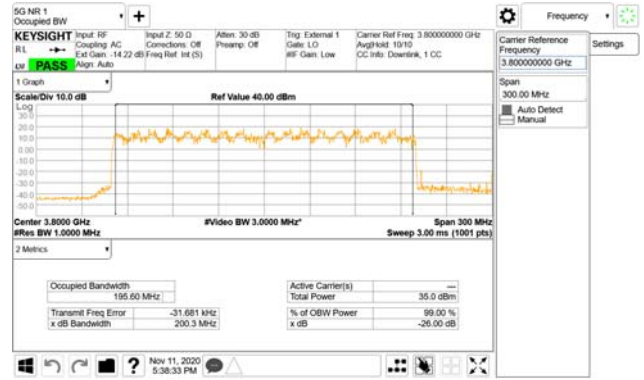 5G NR 1
Occupied BW
+
Frequency
KEYSIGHT Input: RF Input Z: 50 Ω Atten: 30 dB Trig: External 1 Carrier Ref Freq: 3.800000000 GHz
RL Coupling: AC Corrections: Off Preamp: Off Gate: LO Avg|Hold: 10/10
Ext Gain: -14.22 dB Freq Ref: Int (S) #IF Gain: Low CC Info: Downlink, 1 CC
LU PASS Align: Auto
Carrier Reference
Frequency
3.800000000 GHz
Settings
Span
300.00 MHz
Auto Detect
Manual
1 Graph
Scale/Div 10.0 dB Ref Value 40.00 dBm
Log
30.0
20.0
10.0
0.00
-10.0
-20.0
-30.0
-40.0
-50.0
Center 3.8000 GHz #Video BW 3.0000 MHz* Span 300 MHz
#Res BW 1.0000 MHz Sweep 3.00 ms (1001 pts)
2 Metrics
Occupied Bandwidth
195.60 MHz
Transmit Freq Error -31.681 kHz
x dB Bandwidth 200.3 MHz
Active Carrier(s) ---
Total Power 35.0 dBm
% of OBW Power 99.00 %
x dB -26.00 dB
?
Nov 11, 2020
5:38:33 PM